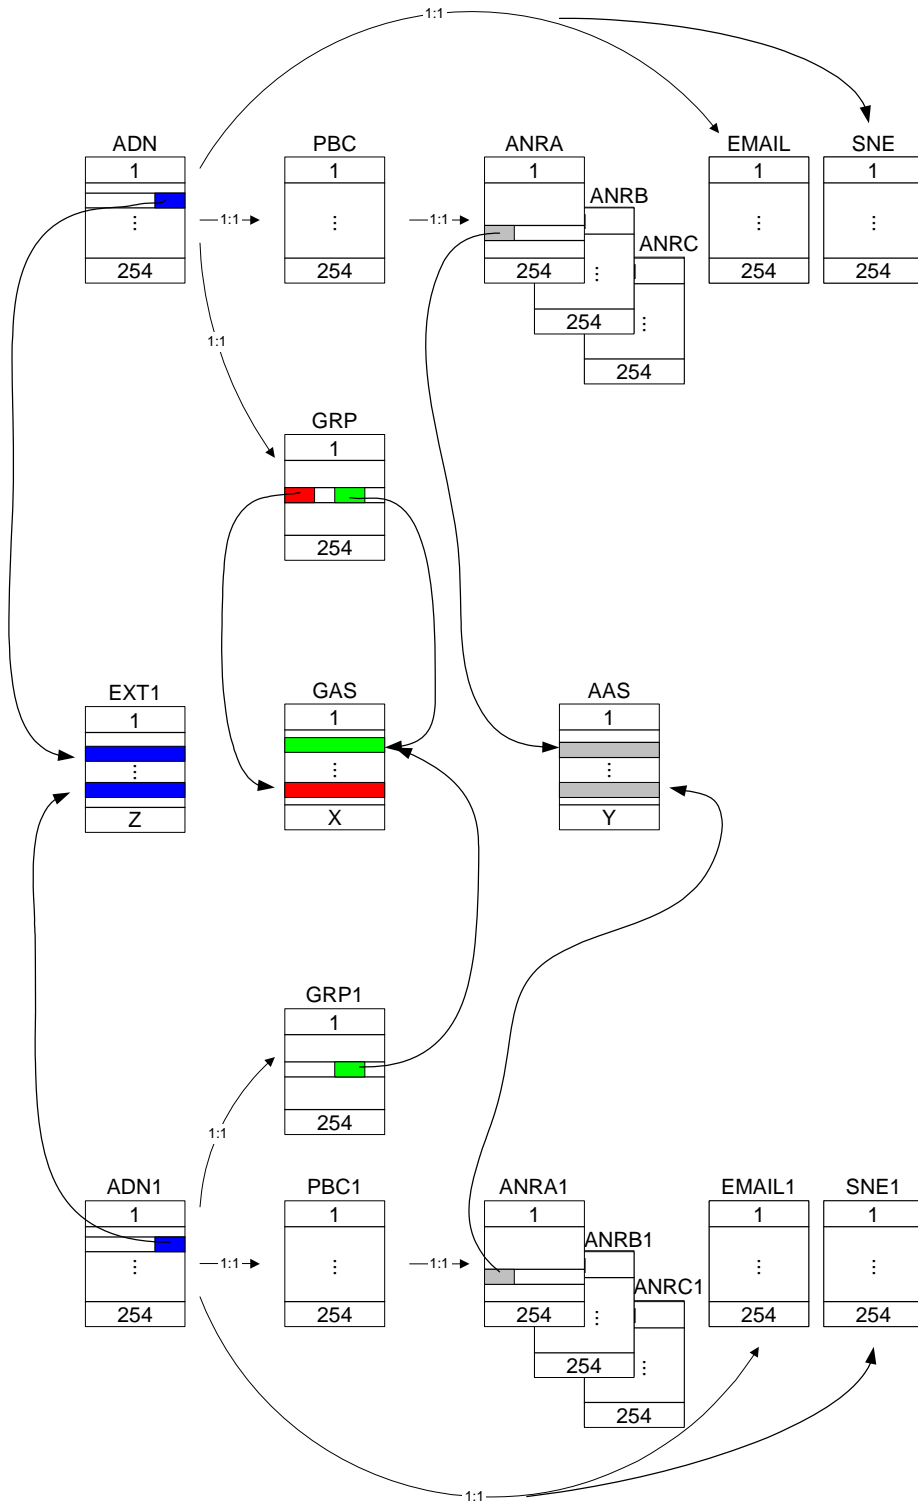 1:1
ADN PBC ANRA EMAIL SNE
1 1 1 1 1
ANRB
1:1 1:1
⋮ ⋮ ⋮ ⋮
ANRC
254 254 254 254 254
⋮
254
⋮
1:1
254
GRP
1
254
EXT1 GAS AAS
1 1 1
⋮ ⋮ ⋮
Z X Y
GRP1
1
254
1:1
ADN1 PBC1 ANRA1 EMAIL1 SNE1
1 1 1 1 1
ANRB1
1:1 1:1
⋮ ⋮ ⋮ ⋮
ANRC1
254 254 254 254 254
⋮
254
⋮
254
1:1